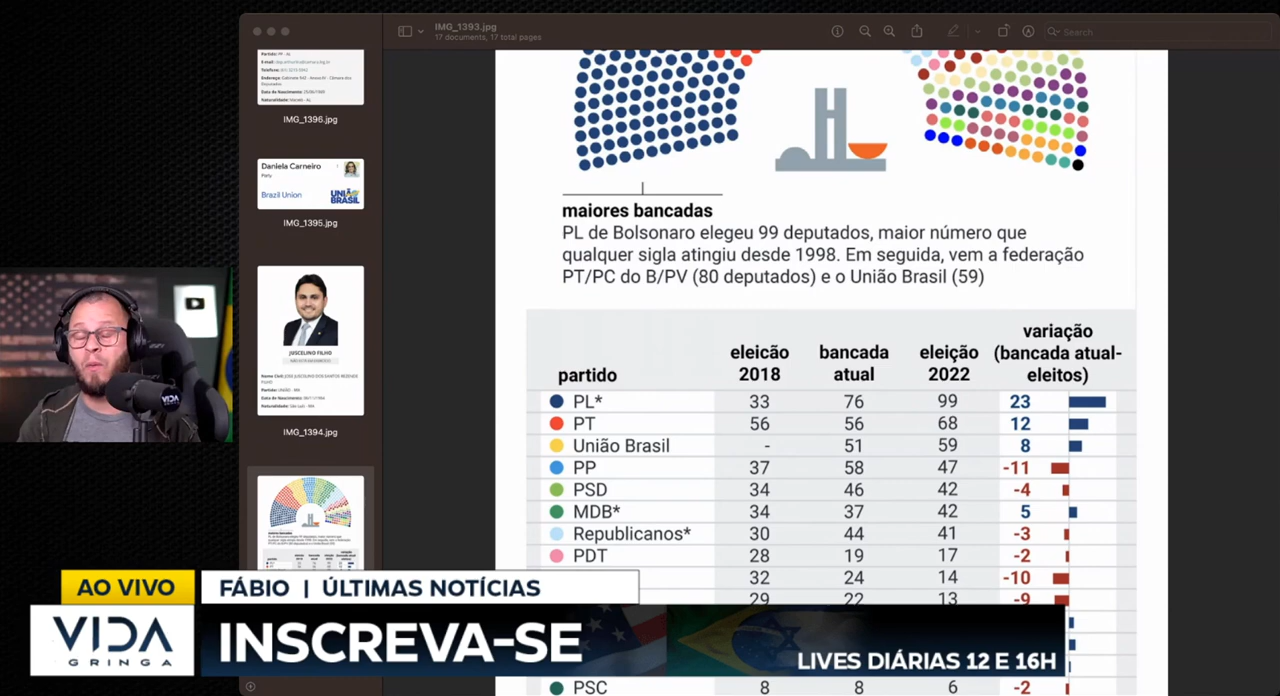 IMG_1393.jpg
17 documents, 17 total pages
Search
IMG_1396.jpg
Daniela Carneiro
Party
Brazil Union
UNIÃO
BRASIL
IMG_1395.jpg
JUSCELINO FILHO
IMG_1394.jpg
maiores bancadas
PL de Bolsonaro elegeu 99 deputados, maior número que
qualquer sigla atingiu desde 1998. Em seguida, vem a federação
PT/PC do B/PV (80 deputados) e o União Brasil (59)
partido eleicão 2018 bancada atual eleição 2022 variação (bancada atual-eleitos)
PL* 33 76 99 23
PT 56 56 68 12
União Brasil - 51 59 8
PP 37 58 47 -11
PSD 34 46 42 -4
MDB* 34 37 42 5
Republicanos* 30 44 41 -3
PDT 28 19 17 -2
32 24 14 -10
29 22 13 -9
PSC 8 8 6 -2
VIDA
AO VIVO
FÁBIO | ÚLTIMAS NOTÍCIAS
VIDA
GRINGA
INSCREVA-SE
LIVES DIÁRIAS 12 E 16H